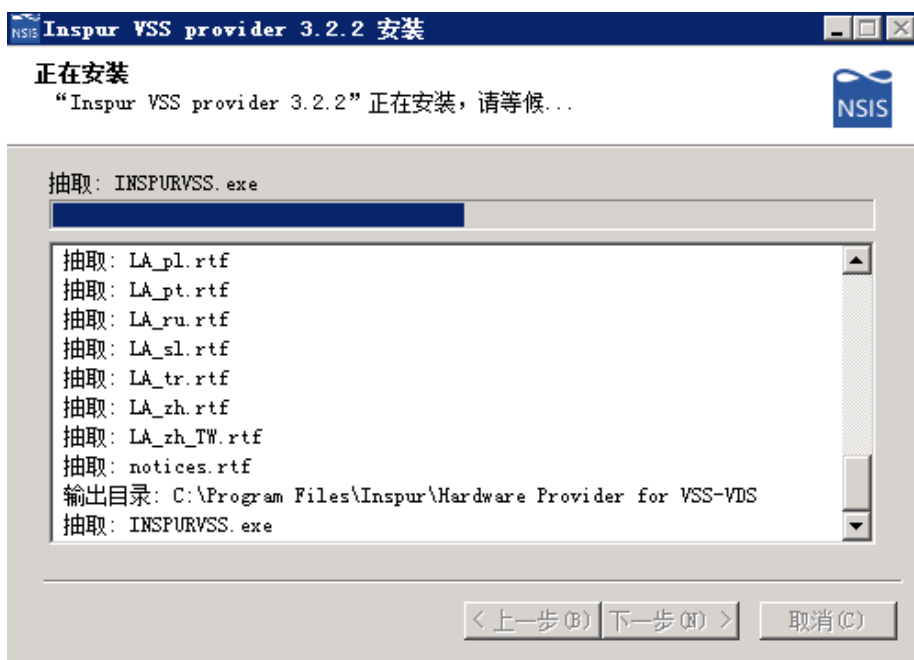 NSIS Inspur VSS provider 3.2.2 安装
正在安装
“Inspur VSS provider 3.2.2”正在安装，请等候...
NSIS
抽取: INSPURVSS.exe
抽取: LA_pl.rtf
抽取: LA_pt.rtf
抽取: LA_ru.rtf
抽取: LA_sl.rtf
抽取: LA_tr.rtf
抽取: LA_zh.rtf
抽取: LA_zh_TW.rtf
抽取: notices.rtf
输出目录: C:\Program Files\Inspur\Hardware Provider for VSS-VDS
抽取: INSPURVSS.exe
< 上一步(B) 下一步(N) > 取消(C)